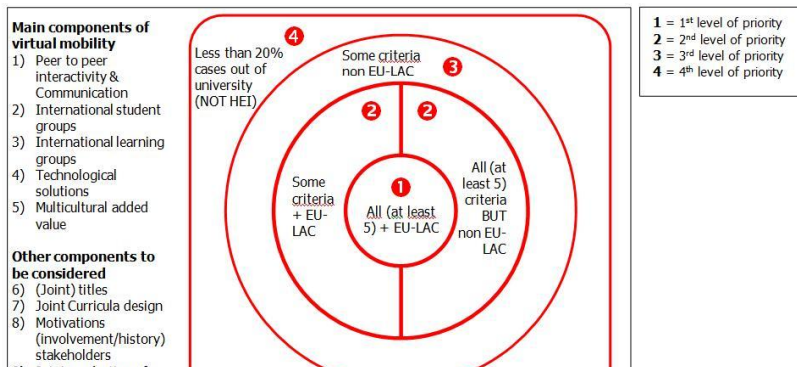 Main components of
virtual mobility
1) Peer to peer
interactivity &
Communication
2) International student
groups
3) International learning
groups
4) Technological
solutions
5) Multicultural added
value
Other components to
be considered
6) (Joint) titles
7) Joint Curricula design
8) Motivations
(involvement/history)
stakeholders
4
Less than 20%
cases out of
university
(NOT HEI)
Some criteria
non EU-LAC
3
2
2
Some
criteria
+ EU-
LAC
1
All (at least
5) + EU-LAC
All (at
least 5)
criteria
BUT
non EU-
LAC
1 = 1st level of priority
2 = 2nd level of priority
3 = 3rd level of priority
4 = 4th level of priority